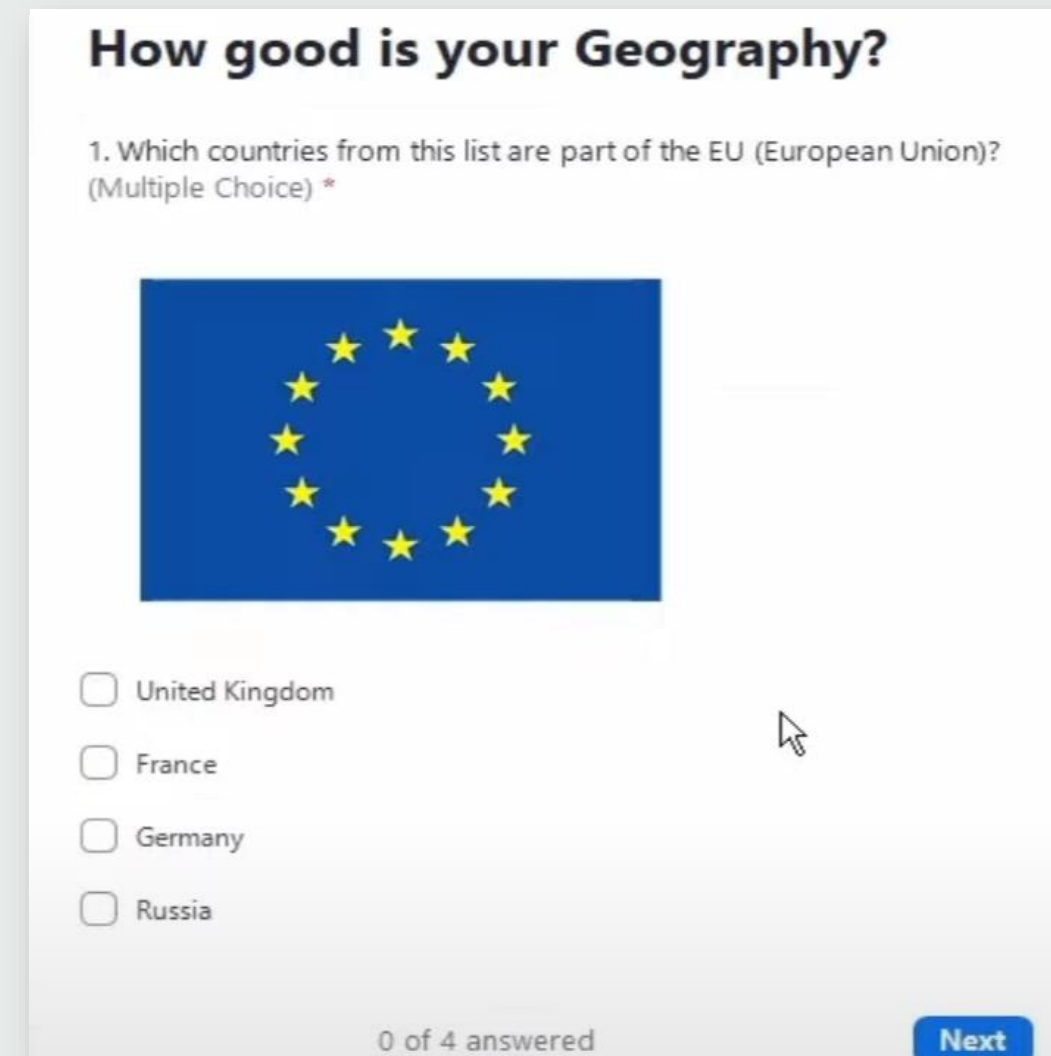 How good is your Geography?
1. Which countries from this list are part of the EU (European Union)?
(Multiple Choice) *
United Kingdom
France
Germany
Russia
0 of 4 answered
Next